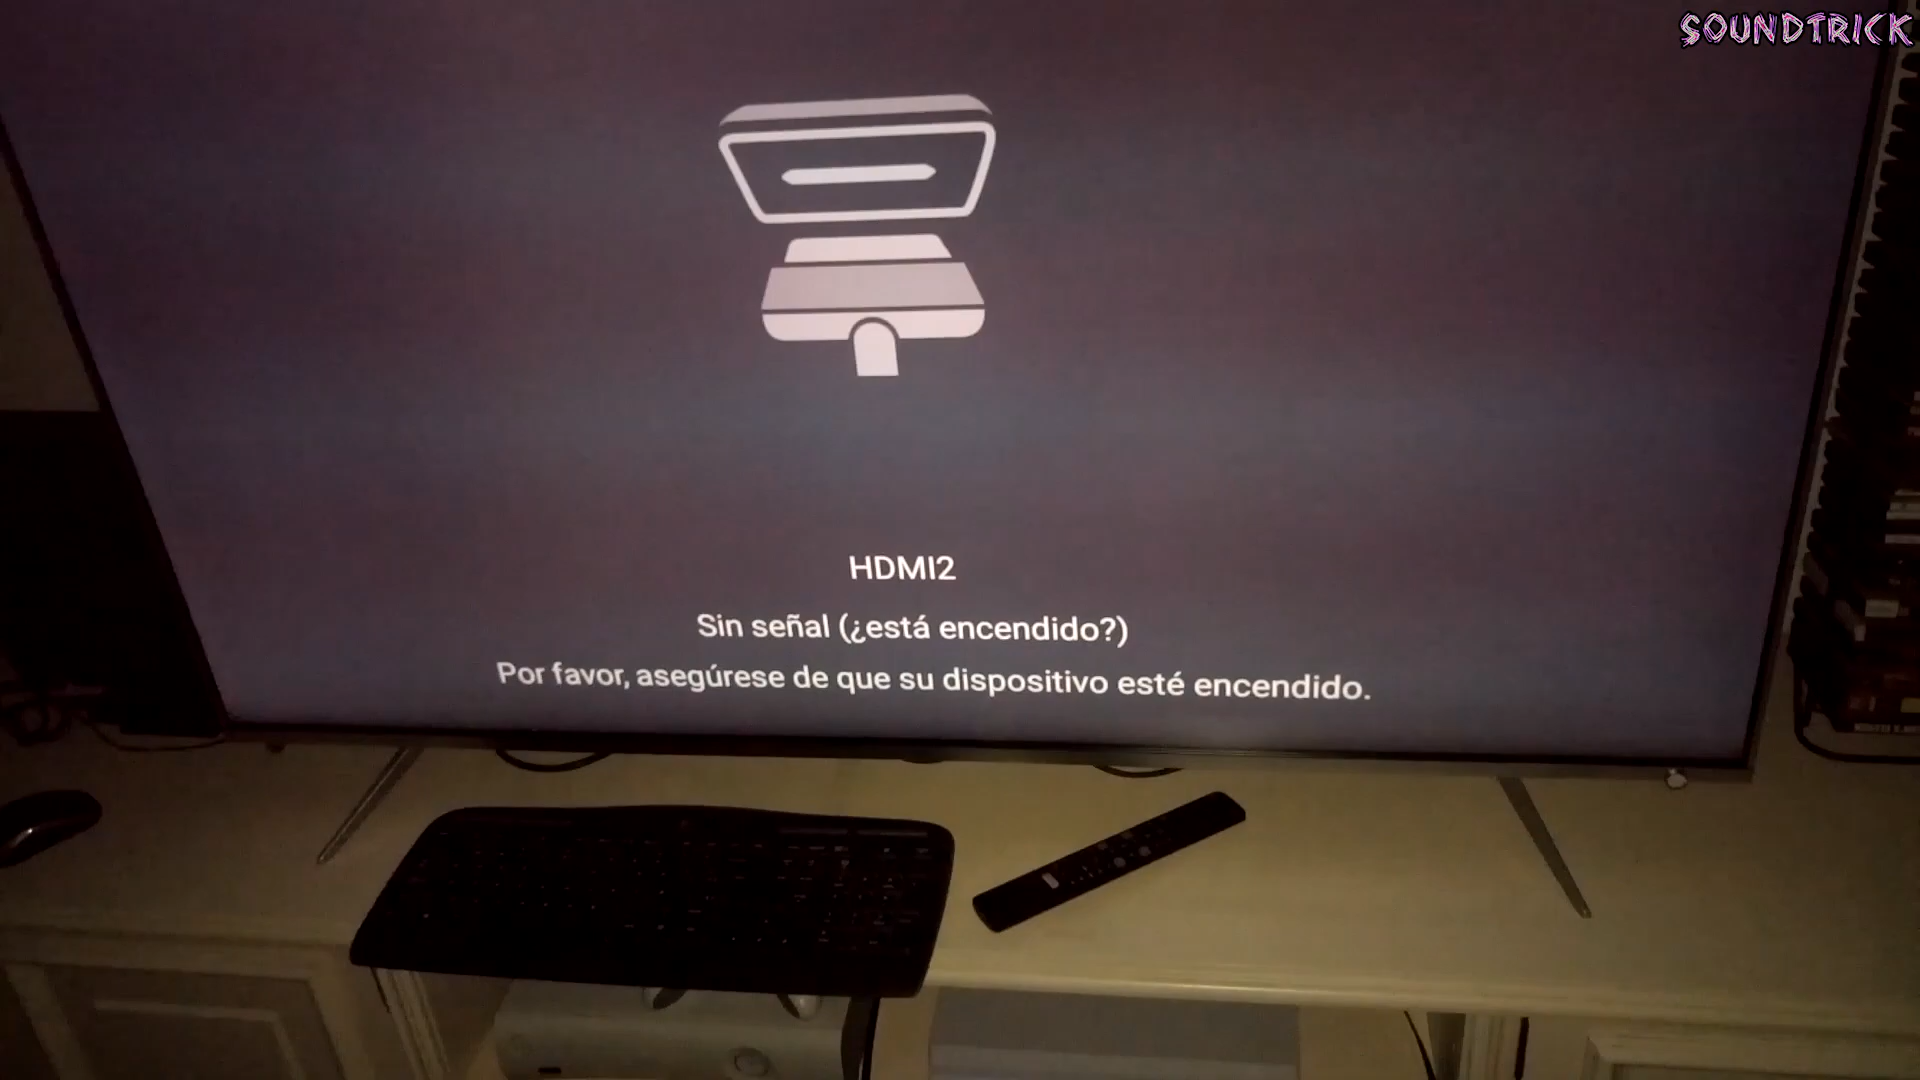 SOUNDTRICK
HDMI2
Sin señal (¿está encendido?)
Por favor, asegúrese de que su dispositivo esté encendido.